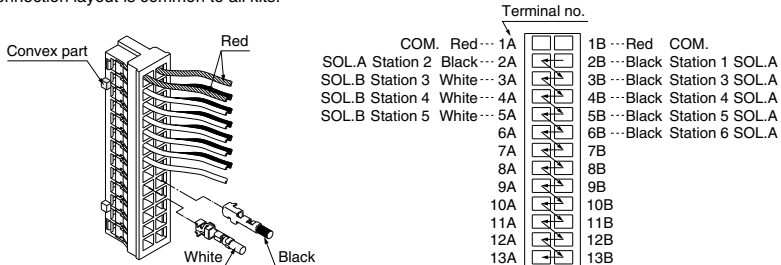 onnection layout is common to all kits.
Terminal no.
Convex part
Red
White
Black
COM. Red 1A 1B Red COM.
SOL.A Station 2 Black 2A 2B Black Station 1 SOL.A
SOL.B Station 3 White 3A 3B Black Station 3 SOL.A
SOL.B Station 4 White 4A 4B Black Station 4 SOL.A
SOL.B Station 5 White 5A 5B Black Station 5 SOL.A
6A 6B Black Station 6 SOL.A
7A 7B
8A 8B
9A 9B
10A 10B
11A 11B
12A 12B
13A 13B